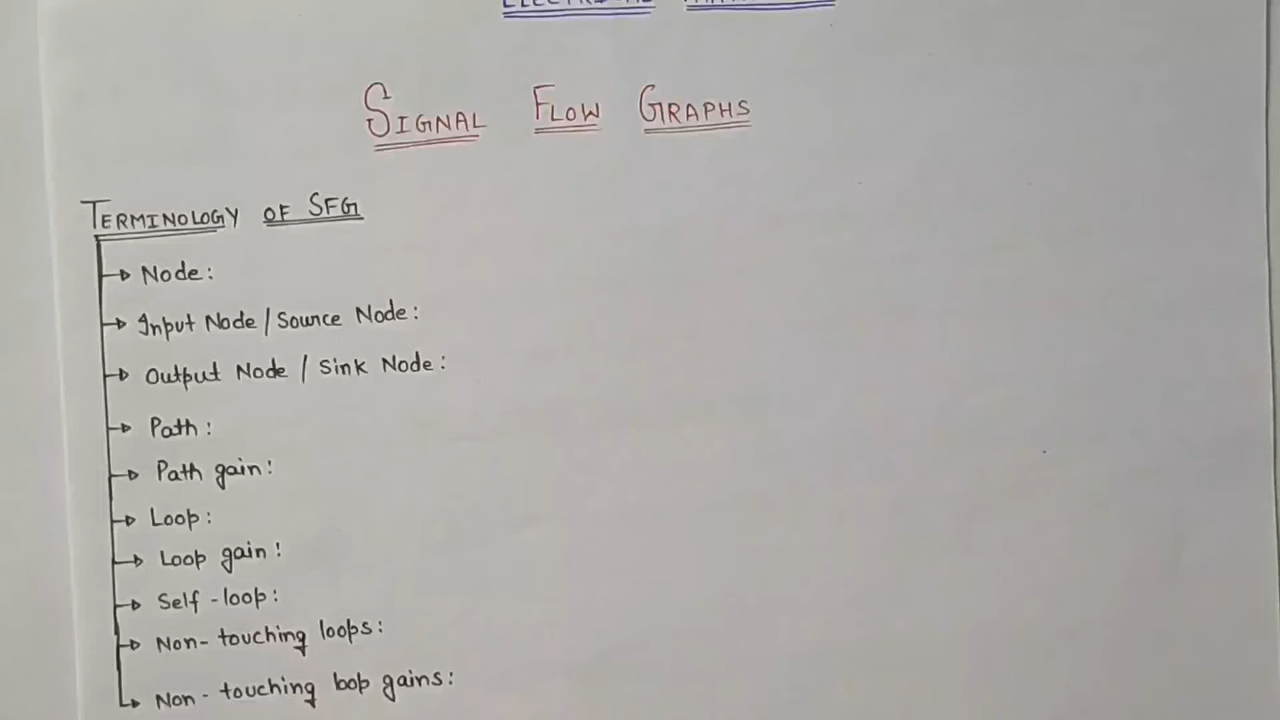 SIGNAL FLOW GRAPHS
TERMINOLOGY OF SFG
Node:
Input Node / Source Node:
Output Node / Sink Node:
Path:
Path gain:
Loop:
Loop gain:
Self-loop:
Non-touching loops:
Non-touching loop gains: